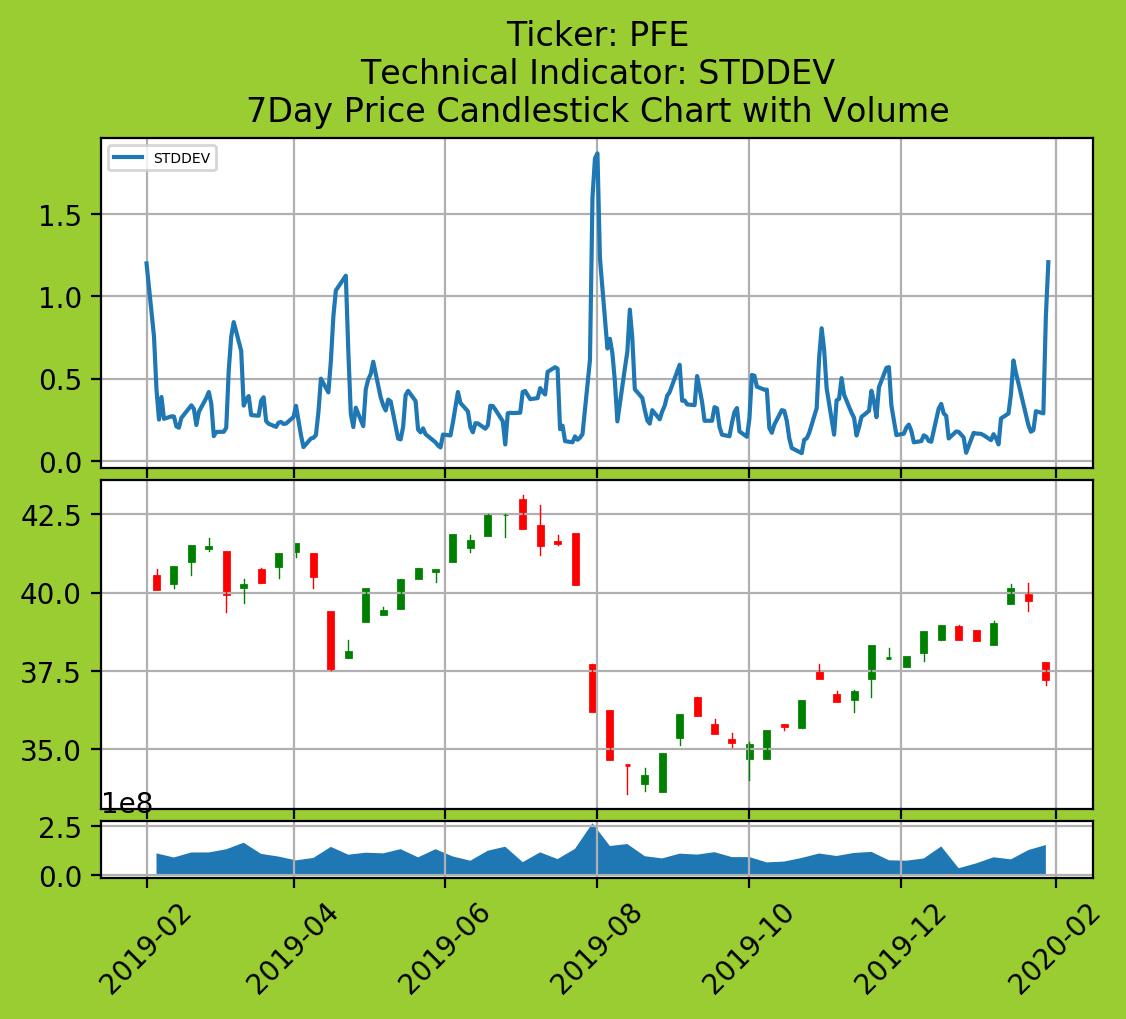 Ticker: PFE
Technical Indicator: STDDEV
7Day Price Candlestick Chart with Volume
STDDEV
1.5
1.0
0.5
0.0
42.5
40.0
37.5
35.0
1e8
2.5
0.0
2019-02 2019-04 2019-06 2019-08 2019-10 2019-12 2020-02